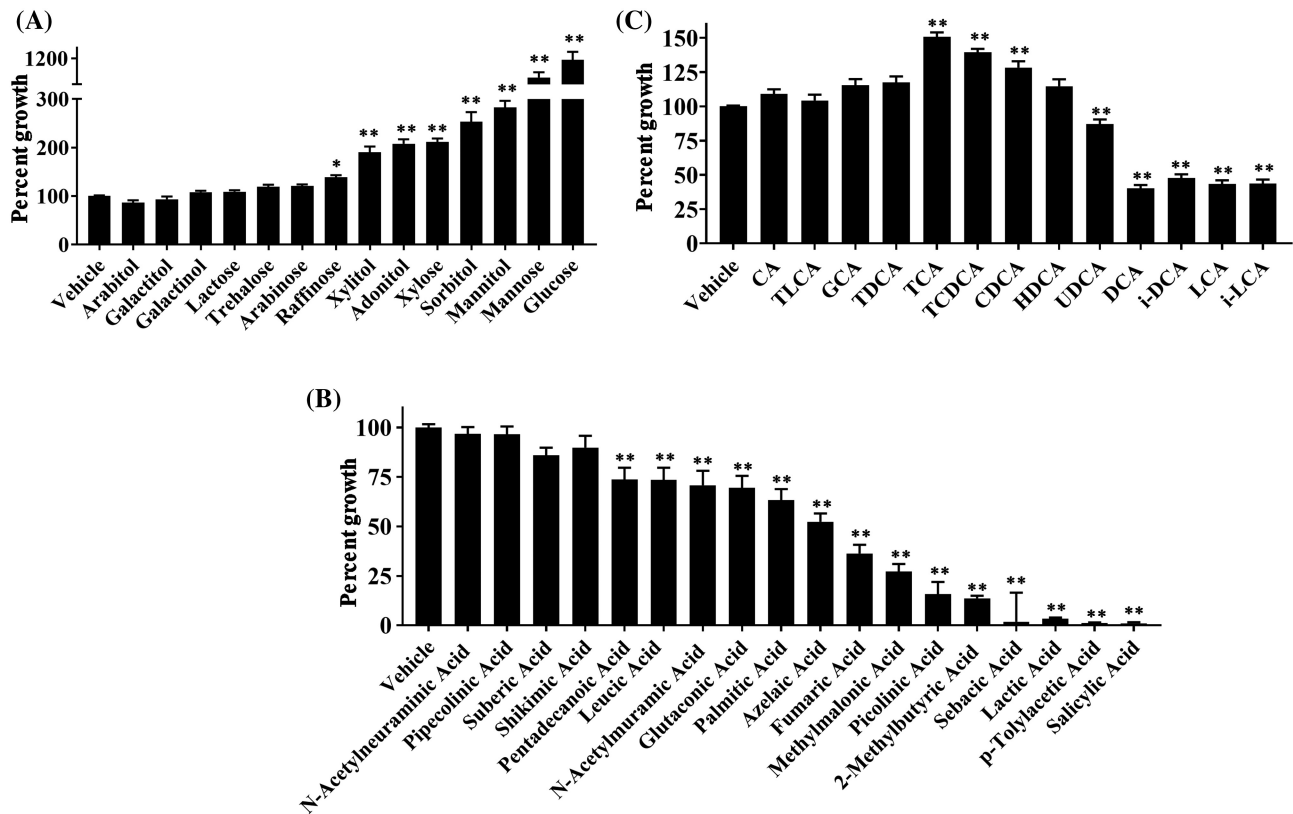 (A)
Percent growth
1200
300
200
100
0
**
**
**
**
**
**
**
**
*
Vehicle
Arabitol
Galactitol
Galactinol
Lactose
Trehalose
Arabinose
Raffinose
Xylitol
Adonitol
Xylose
Sorbitol
Mannitol
Mannose
Glucose
(C)
Percent growth
150
125
100
75
50
25
0
**
**
**
**
**
**
**
**
Vehicle
CA
TLCA
GCA
TDCA
TCA
TCDCA
CDCA
HDCA
UDCA
DCA
i-DCA
LCA
i-LCA
(B)
Percent growth
100
75
50
25
0
**
**
**
**
**
**
**
**
**
**
**
**
**
**
Vehicle
N-Acetylneuraminic Acid
Pipecolinic Acid
Suberic Acid
Shikimic Acid
Pentadecanoic Acid
Leucic Acid
N-Acetylmuramic Acid
Glutaconic Acid
Palmitic Acid
Azelaic Acid
Fumaric Acid
Methylmalonic Acid
Picolinic Acid
2-Methylbutyric Acid
Sebacic Acid
Lactic Acid
p-Tolylacetic Acid
Salicylic Acid